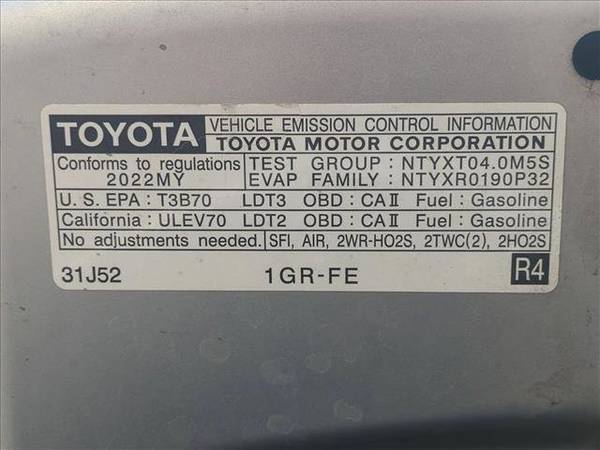 TOYOTA VEHICLE EMISSION CONTROL INFORMATION
TOYOTA MOTOR CORPORATION
Conforms to regulations TEST GROUP : NTYXT04.0M5S
2022MY EVAP FAMILY : NTYXR0190P32
U. S. EPA : T3B70 LDT3 OBD : CAⅡ Fuel : Gasoline
California : ULEV70 LDT2 OBD : CAⅡ Fuel : Gasoline
No adjustments needed. SFI, AIR, 2WR-HO2S, 2TWC(2), 2HO2S
31J52 1GR-FE R4